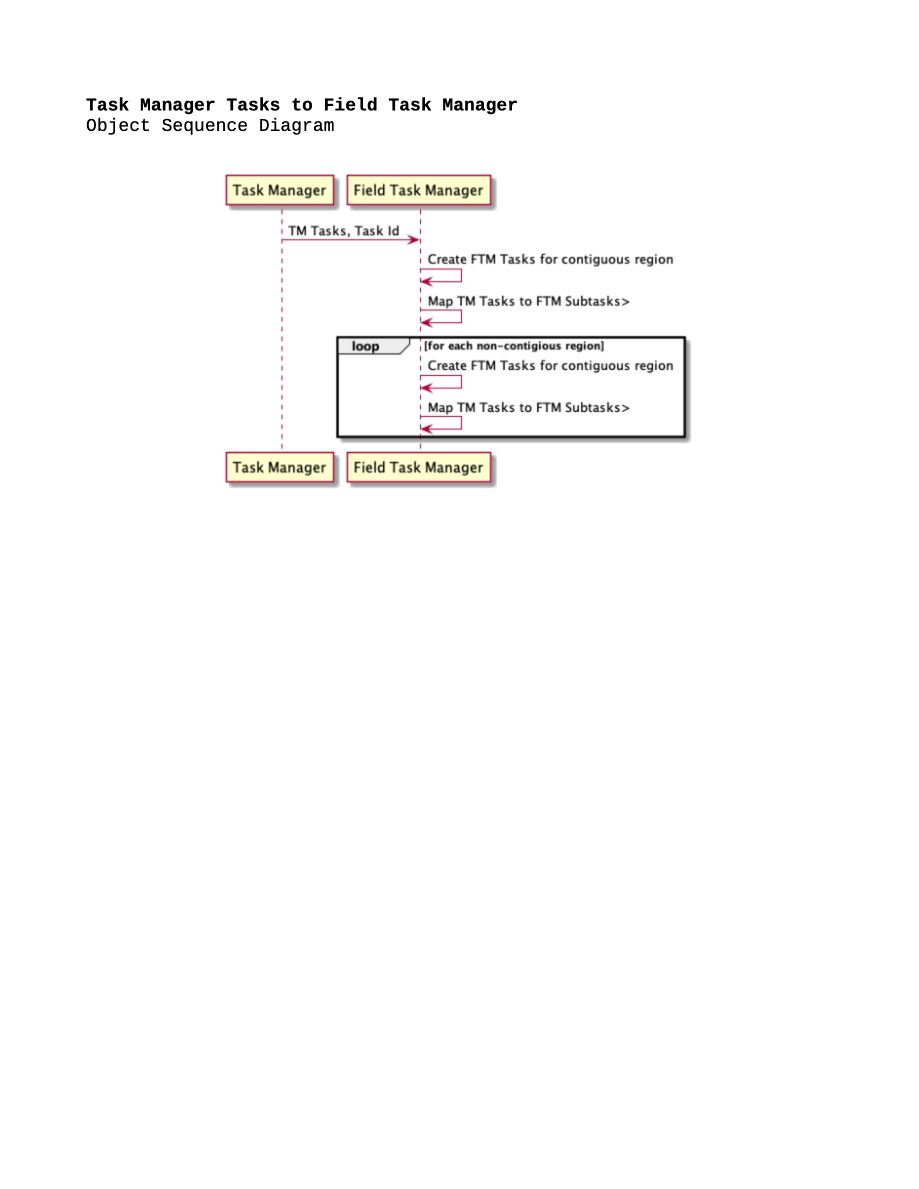 Task Manager Tasks to Field Task Manager
Object Sequence Diagram
Task Manager
Field Task Manager
TM Tasks, Task Id
Create FTM Tasks for contiguous region
Map TM Tasks to FTM Subtasks>
loop
[for each non-contigious region]
Create FTM Tasks for contiguous region
Map TM Tasks to FTM Subtasks>
Task Manager
Field Task Manager